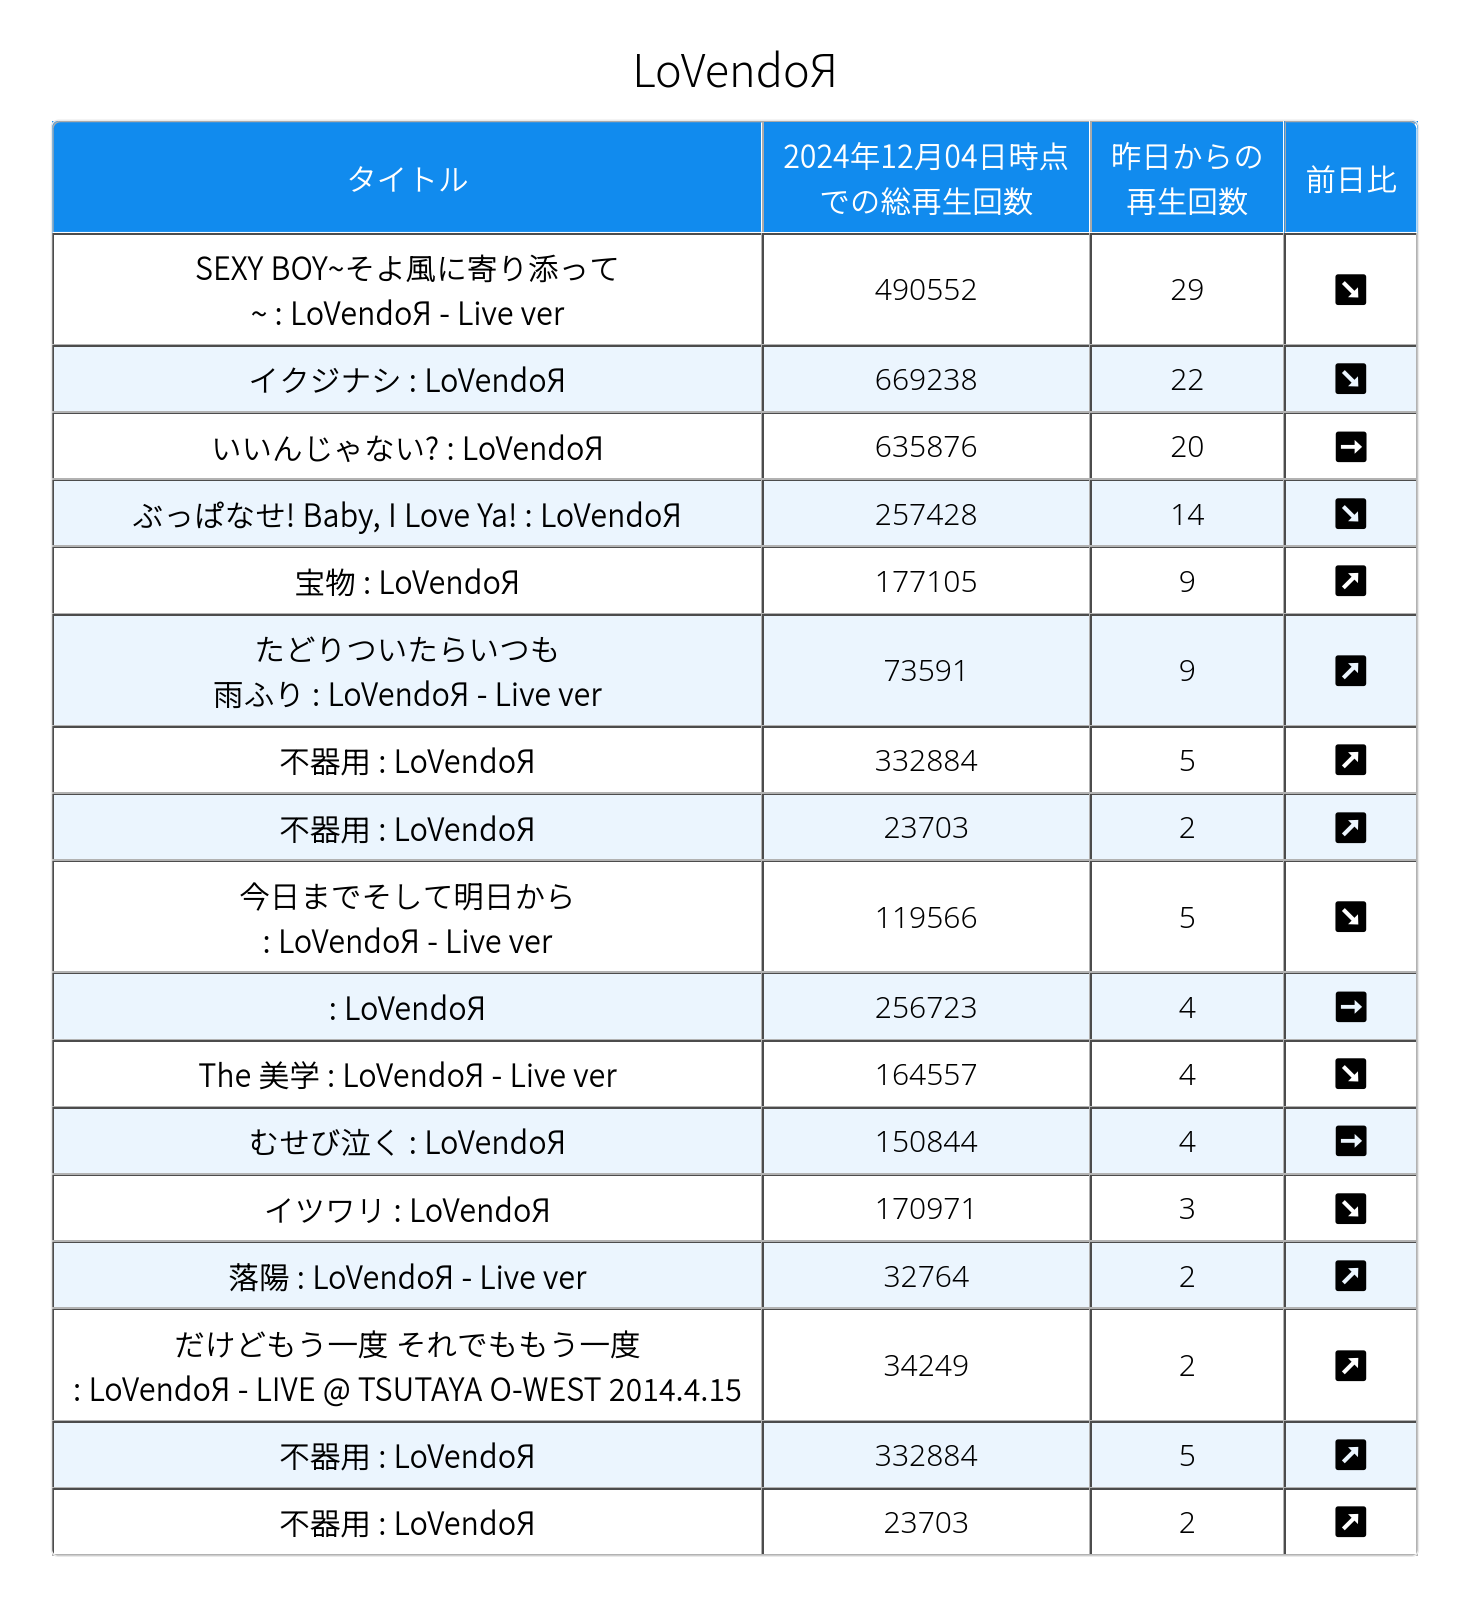 LoVendoЯ
タイトル
2024年12月04日時点
での総再生回数
昨日からの
再生回数
前日比
SEXY BOY~そよ風に寄り添って
~ : LoVendoЯ - Live ver
490552
29
イクジナシ : LoVendoЯ
669238
22
いいんじゃない? : LoVendoЯ
635876
20
ぶっぱなせ! Baby, I Love Ya! : LoVendoЯ
257428
14
宝物 : LoVendoЯ
177105
9
たどりついたらいつも
雨ふり : LoVendoЯ - Live ver
73591
9
不器用 : LoVendoЯ
332884
5
不器用 : LoVendoЯ
23703
2
今日までそして明日から
: LoVendoЯ - Live ver
119566
5
: LoVendoЯ
256723
4
The 美学 : LoVendoЯ - Live ver
164557
4
むせび泣く : LoVendoЯ
150844
4
イツワリ : LoVendoЯ
170971
3
落陽 : LoVendoЯ - Live ver
32764
2
だけどもう一度 それでももう一度
: LoVendoЯ - LIVE @ TSUTAYA O-WEST 2014.4.15
34249
2
不器用 : LoVendoЯ
332884
5
不器用 : LoVendoЯ
23703
2